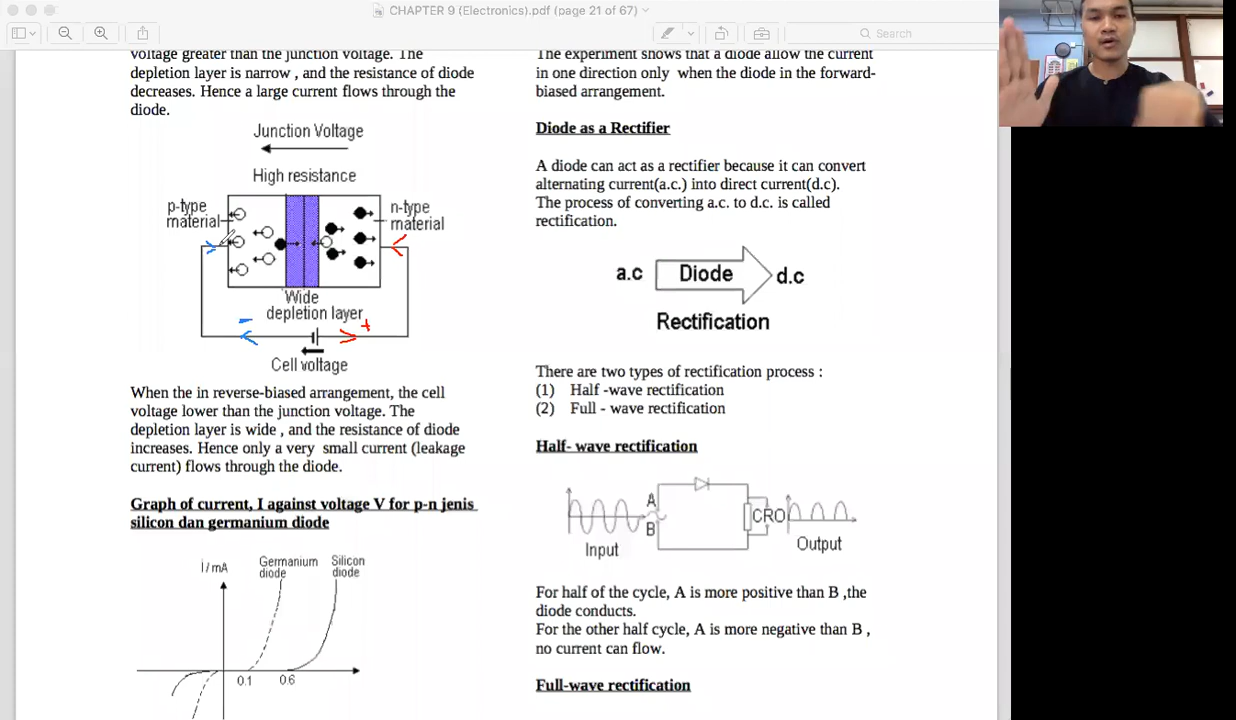 CHAPTER 9 (Electronics).pdf (page 21 of 67)
Search
voltage greater than the junction voltage. The
depletion layer is narrow , and the resistance of diode
decreases. Hence a large current flows through the
diode.
Junction Voltage
High resistance
p-type
material
n-type
material
Wide
depletion layer
-
+
Cell voltage
When the in reverse-biased arrangement, the cell
voltage lower than the junction voltage. The
depletion layer is wide , and the resistance of diode
increases. Hence only a very small current (leakage
current) flows through the diode.
Graph of current, I against voltage V for p-n jenis
silicon dan germanium diode
i/mA
Germanium
diode
Silicon
diode
0.1
0.6
The experiment shows that a diode allow the current
in one direction only when the diode in the forward-
biased arrangement.
Diode as a Rectifier
A diode can act as a rectifier because it can convert
alternating current(a.c.) into direct current(d.c).
The process of converting a.c. to d.c. is called
rectification.
a.c Diode d.c
Rectification
There are two types of rectification process :
(1) Half -wave rectification
(2) Full - wave rectification
Half- wave rectification
A
B
CRO
Input
Output
For half of the cycle, A is more positive than B ,the
diode conducts.
For the other half cycle, A is more negative than B ,
no current can flow.
Full-wave rectification